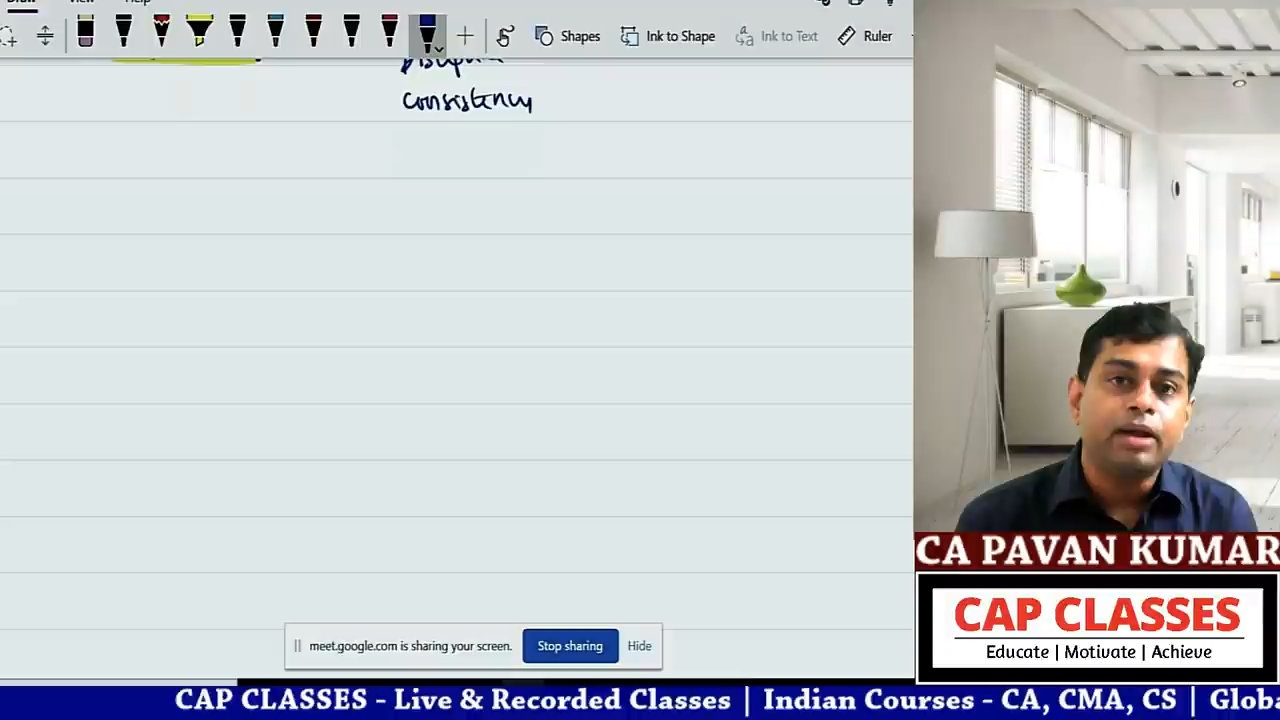 Draw View Help
Shapes Ink to Shape Ink to Text Ruler
consistency
meet.google.com is sharing your screen. Stop sharing Hide
CA PAVAN KUMAR
CAP CLASSES
Educate | Motivate | Achieve
CAP CLASSES - Live & Recorded Classes | Indian Courses - CA, CMA, CS | Globa